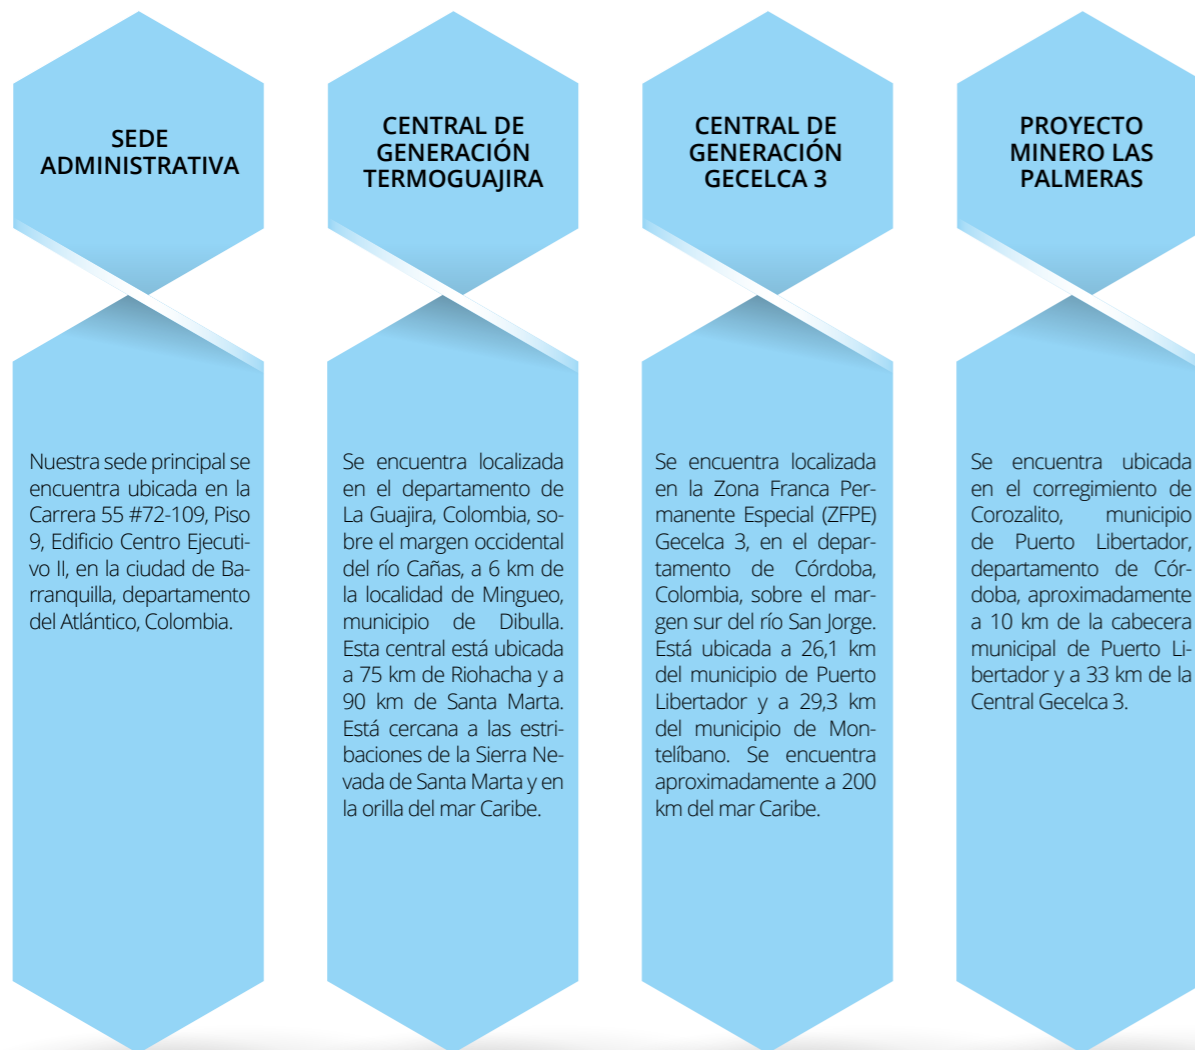 SEDE
ADMINISTRATIVA
Nuestra sede principal se
encuentra ubicada en la
Carrera 55 #72-109, Piso
9, Edificio Centro Ejecuti-
vo II, en la ciudad de Ba-
rranquilla, departamento
del Atlántico, Colombia.
CENTRAL DE
GENERACIÓN
TERMOGUAJIRA
Se encuentra localizada
en el departamento de
La Guajira, Colombia, so-
bre el margen occidental
del río Cañas, a 6 km de
la localidad de Mingueo,
municipio de Dibulla.
Esta central está ubicada
a 75 km de Riohacha y a
90 km de Santa Marta.
Está cercana a las estri-
baciones de la Sierra Ne-
vada de Santa Marta y en
la orilla del mar Caribe.
CENTRAL DE
GENERACIÓN
GECELCA 3
Se encuentra localizada
en la Zona Franca Per-
manente Especial (ZFPE)
Gecelca 3, en el depar-
tamento de Córdoba,
Colombia, sobre el mar-
gen sur del río San Jorge.
Está ubicada a 26,1 km
del municipio de Puerto
Libertador y a 29,3 km
del municipio de Mon-
telíbano. Se encuentra
aproximadamente a 200
km del mar Caribe.
PROYECTO
MINERO LAS
PALMERAS
Se encuentra ubicada
en el corregimiento de
Corozalito, municipio
de Puerto Libertador,
departamento de Cór-
doba, aproximadamente
a 10 km de la cabecera
municipal de Puerto Li-
bertador y a 33 km de la
Central Gecelca 3.